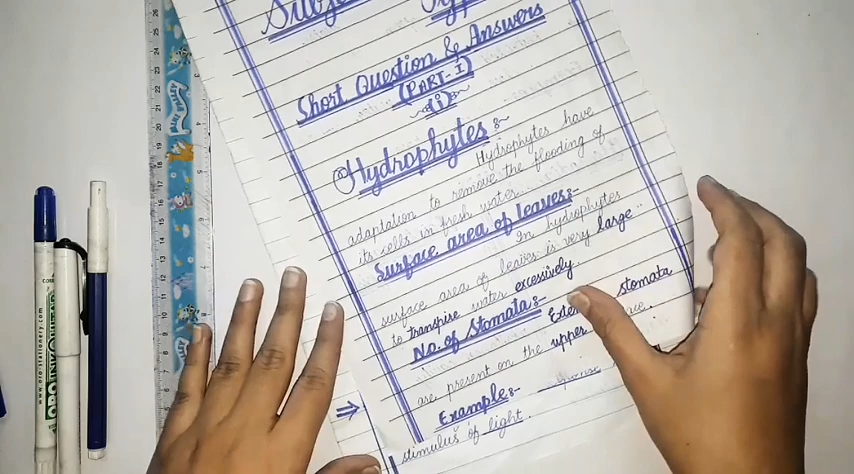 Short Question & Answers
(PART-I)
(i)
Hydrophytes:-
Hydrophytes have
adaptation to remove the flooding of
its cells in fresh water.
Surface area of leaves:-
In hydrophytes
surface area of leaves is very large
to transpire water excessively.
No. of Stomata:-
stomata
are present on the upper
Example:-
stimulus of light.